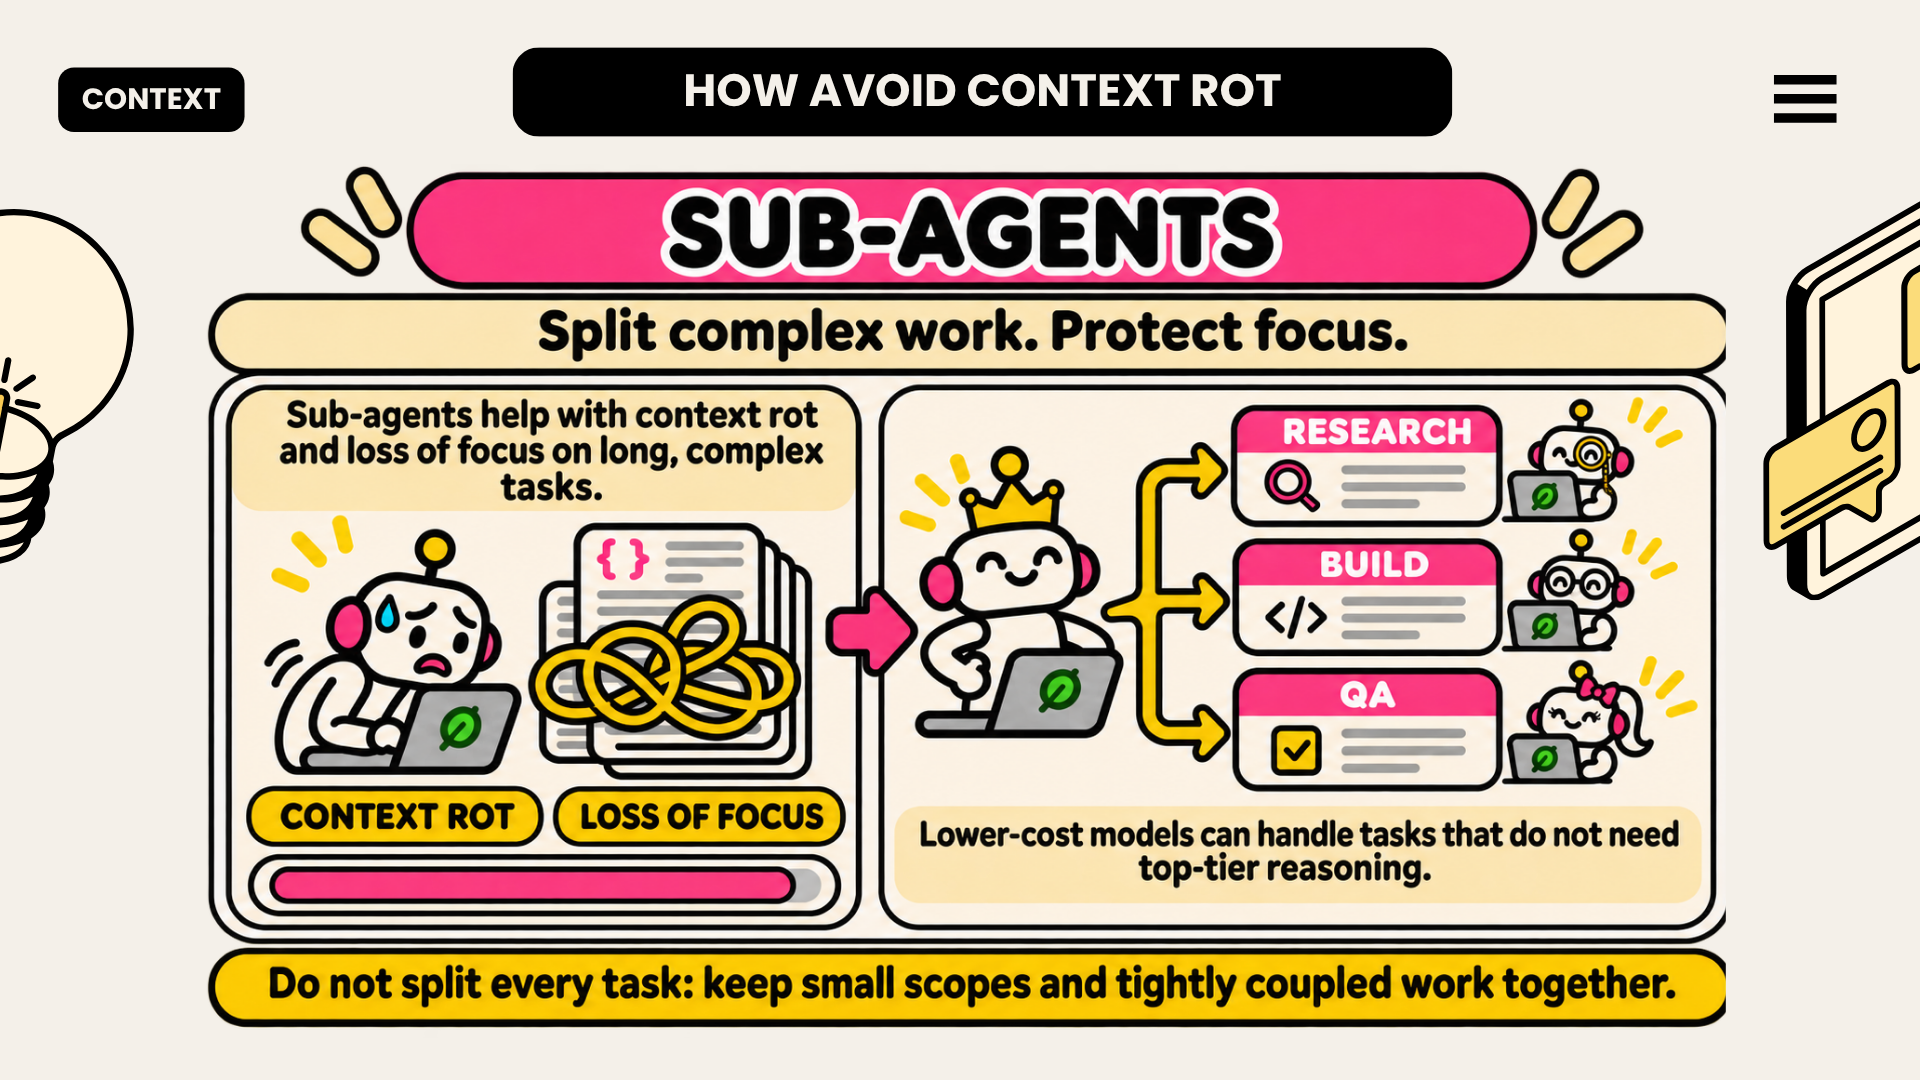 CONTEXT
HOW AVOID CONTEXT ROT
SUB-AGENTS
Split complex work. Protect focus.
Sub-agents help with context rot
and loss of focus on long, complex
tasks.
{ }
CONTEXT ROT
LOSS OF FOCUS
RESEARCH
BUILD
</>
QA
Lower-cost models can handle tasks that do not need
top-tier reasoning.
Do not split every task: keep small scopes and tightly coupled work together.